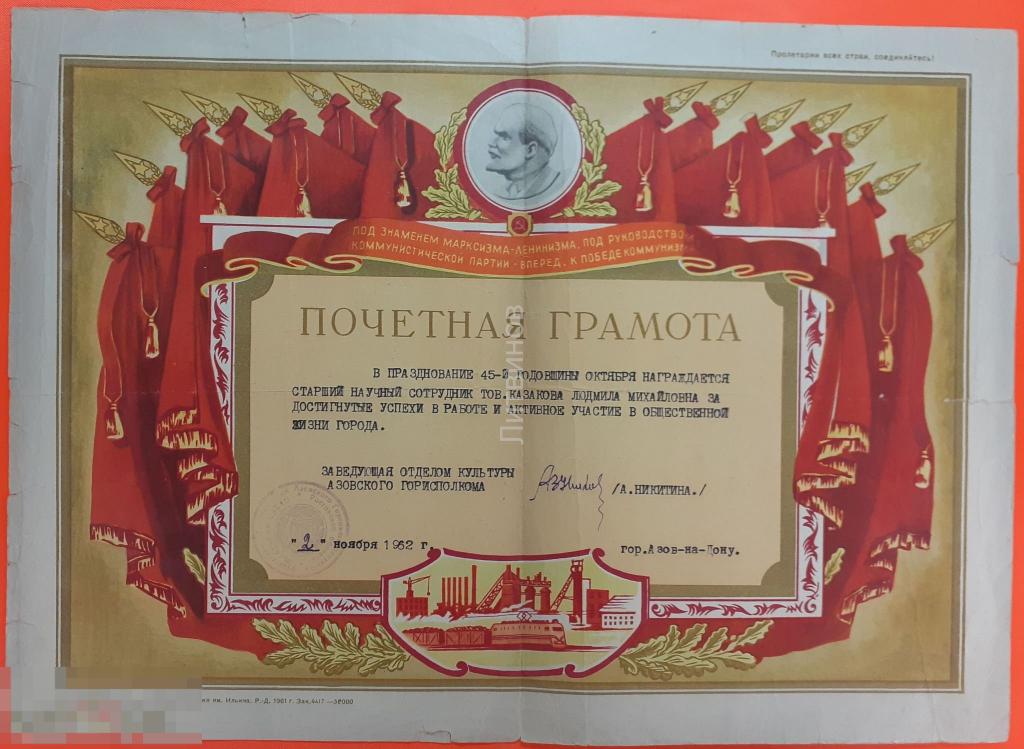 Пролетарии всех стран, соединяйтесь!
ПОД ЗНАМЕНЕМ МАРКСИЗМА-ЛЕНИНИЗМА, ПОД РУКОВОДСТВОМ
КОММУНИСТИЧЕСКОЙ ПАРТИИ - ВПЕРЕД, К ПОБЕДЕ КОММУНИЗМА
ПОЧЕТНАЯ ГРАМОТА
В ПРАЗДНОВАНИЕ 45-Й ГОДОВЩИНЫ ОКТЯБРЯ НАГРАЖДАЕТСЯ
СТАРШИЙ НАУЧНЫЙ СОТРУДНИК ТОВ. КАЗАКОВА ЛЮДМИЛА МИХАЙЛОВНА ЗА
ДОСТИГНУТЫЕ УСПЕХИ В РАБОТЕ И АКТИВНОЕ УЧАСТИЕ В ОБЩЕСТВЕННОЙ
ЖИЗНИ ГОРОДА.
ЗАВЕДУЮЩАЯ ОТДЕЛОМ КУЛЬТУРЫ
АЗОВСКОГО ГОРИСПОЛКОМА /А.НИКИТИНА./
"2" ноября 1962 г. гор.Азов-на-Дону.
им. Ильича. Р.-Д. 1961 г. Зак. 4417 —38000
Литвинов